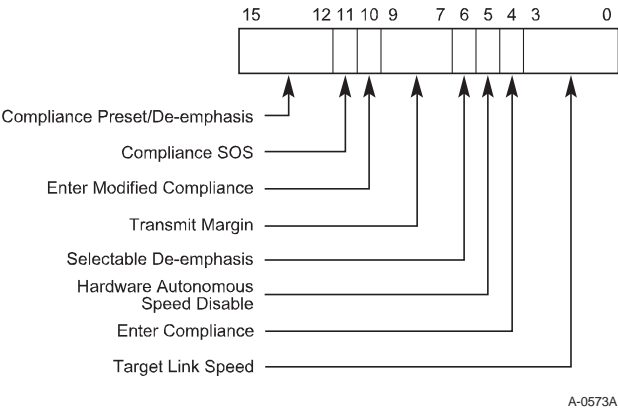 15 12 11 10 9 7 6 5 4 3 0
Compliance Preset/De-emphasis
Compliance SOS
Enter Modified Compliance
Transmit Margin
Selectable De-emphasis
Hardware Autonomous
Speed Disable
Enter Compliance
Target Link Speed
A-0573A